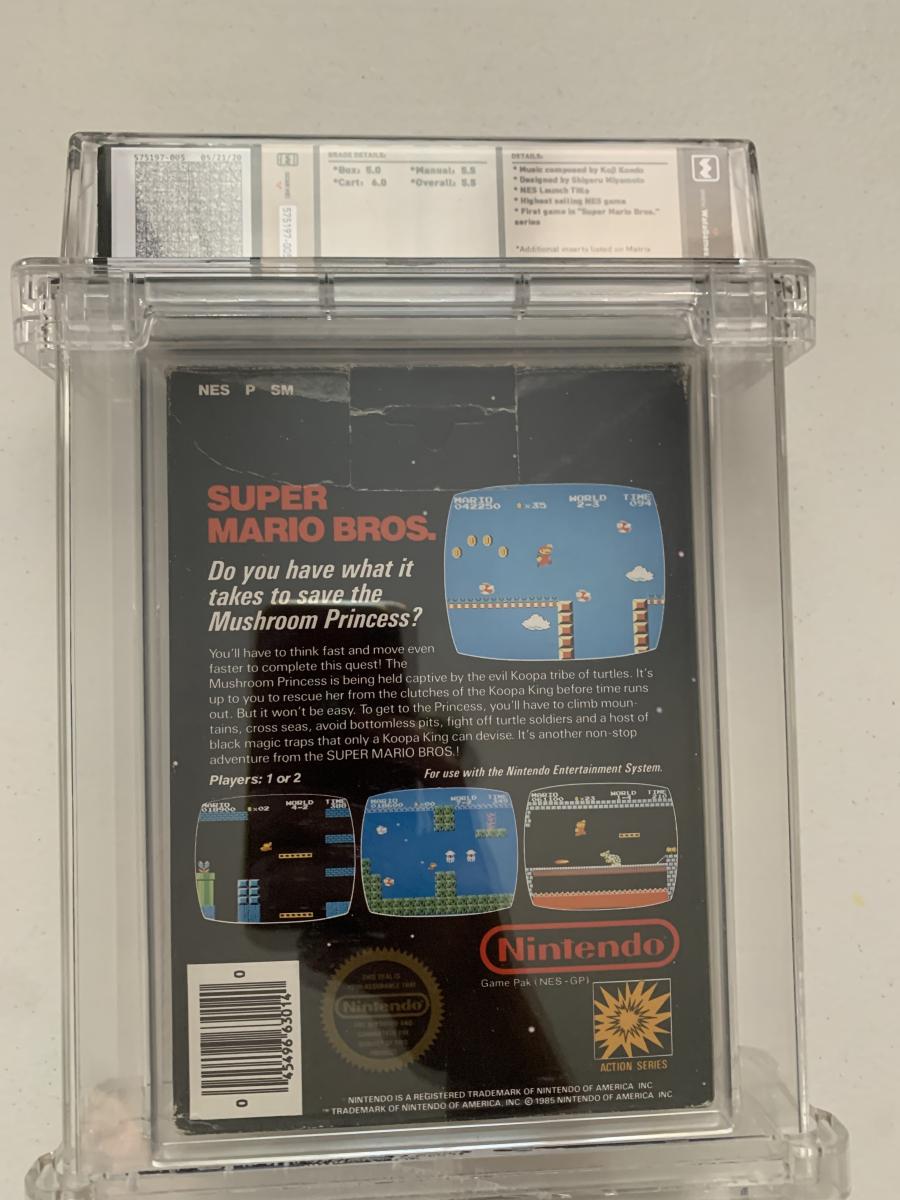 575197-005 05/21/20
GRADE DETAILS:
*Box: 5.0 *Manual: 5.5
*Cart: 6.0 *Overall: 5.5
DETAILS:
* Music composed by Koji Kondo
* Designed by Shigeru Miyamoto
* NES Launch Title
* Highest selling NES game
* First game in "Super Mario Bros."
series
*Additional inserts listed on Matrix
NES P SM
SUPER
MARIO BROS.
Do you have what it
takes to save the
Mushroom Princess?
MARIO WORLD TIME
042250 ×35 2-3 094
You'll have to think fast and move even
faster to complete this quest! The
Mushroom Princess is being held captive by the evil Koopa tribe of turtles. It's
up to you to rescue her from the clutches of the Koopa King before time runs
out. But it won't be easy. To get to the Princess, you'll have to climb moun-
tains, cross seas, avoid bottomless pits, fight off turtle soldiers and a host of
black magic traps that only a Koopa King can devise. It's another non-stop
adventure from the SUPER MARIO BROS.!
Players: 1 or 2
For use with the Nintendo Entertainment System.
MARIO WORLD TIME
×02 4-2
MARIO WORLD TIME
018600 ×00
MARIO WORLD
×23
Nintendo
Game Pak (NES-GP)
THIS SEAL IS
Nintendo
ACTION SERIES
0 45496 63014 0
NINTENDO IS A REGISTERED TRADEMARK OF NINTENDO OF AMERICA INC
™ TRADEMARK OF NINTENDO OF AMERICA. INC © 1985 NINTENDO OF AMERICA INC